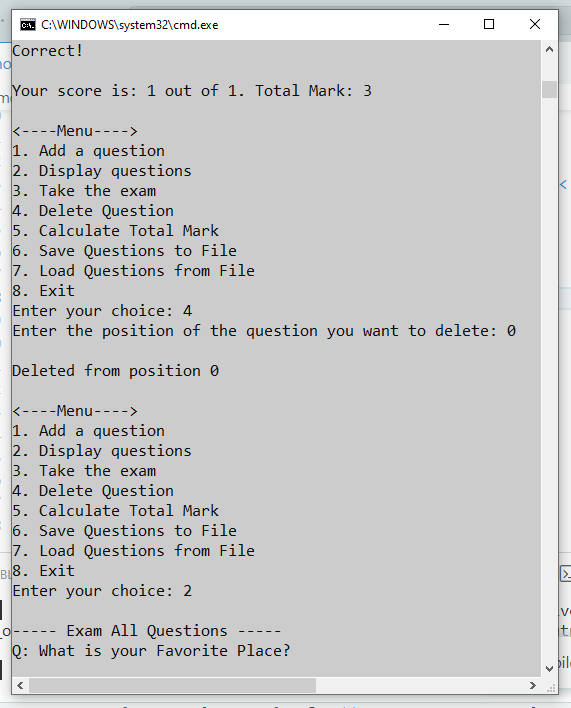 C:\WINDOWS\system32\cmd.exe
Correct!
Your score is: 1 out of 1. Total Mark: 3
<----Menu---->
1. Add a question
2. Display questions
3. Take the exam
4. Delete Question
5. Calculate Total Mark
6. Save Questions to File
7. Load Questions from File
8. Exit
Enter your choice: 4
Enter the position of the question you want to delete: 0
Deleted from position 0
<----Menu---->
1. Add a question
2. Display questions
3. Take the exam
4. Delete Question
5. Calculate Total Mark
6. Save Questions to File
7. Load Questions from File
8. Exit
Enter your choice: 2
----- Exam All Questions -----
Q: What is your Favorite Place?